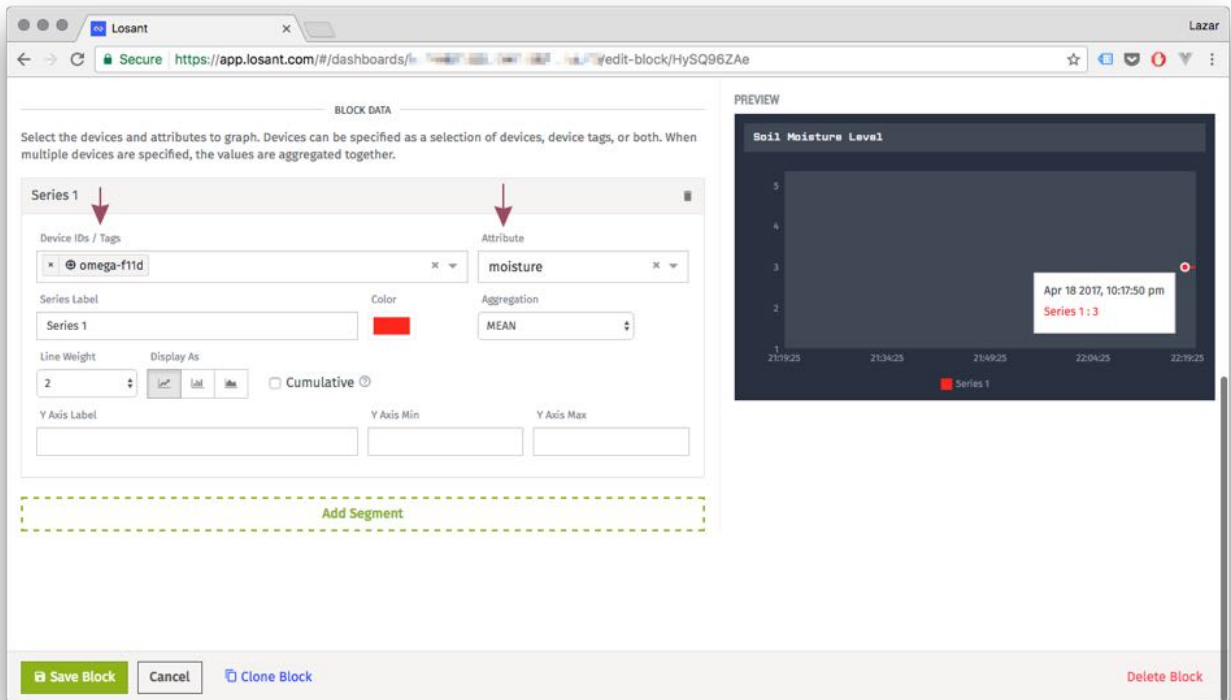 Losant
Lazar
Secure https://app.losant.com/#/dashboards/ /edit-block/HySQ96ZAe
BLOCK DATA
Select the devices and attributes to graph. Devices can be specified as a selection of devices, device tags, or both. When
multiple devices are specified, the values are aggregated together.
Series 1
Device IDs / Tags
Attribute
× omega-f11d
moisture
Series Label
Color
Aggregation
Series 1
MEAN
Line Weight
Display As
2
Cumulative
Y Axis Label
Y Axis Min
Y Axis Max
Add Segment
PREVIEW
Soil Moisture Level
5
4
3
2
1
Apr 18 2017, 10:17:50 pm
Series 1 : 3
21:19:25 21:34:25 21:49:25 22:04:25 22:19:25
Series 1
Save Block
Cancel
Clone Block
Delete Block